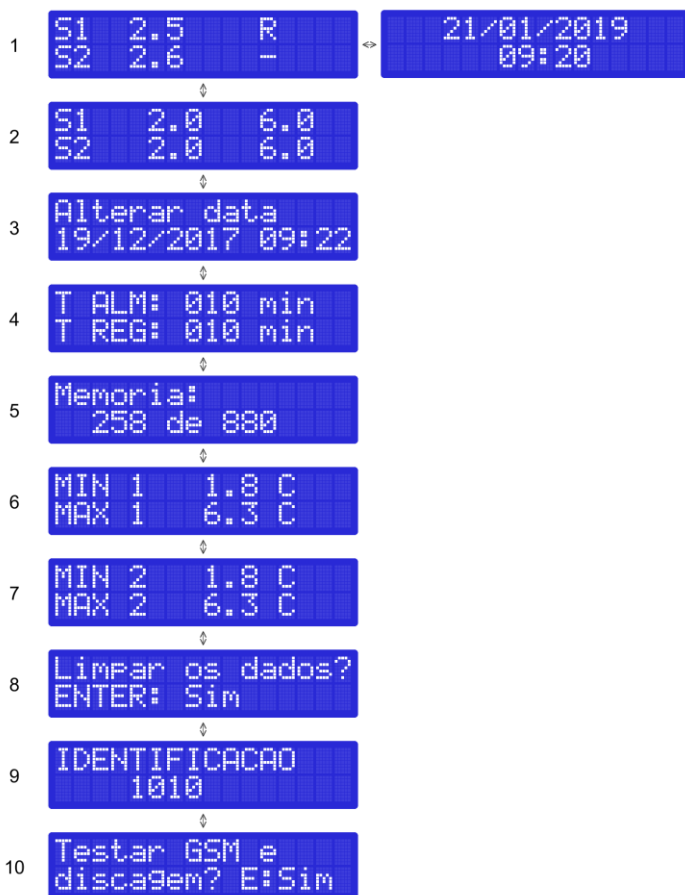 1
S1 2.5 R
S2 2.6 -
21/01/2019
09:20
2
S1 2.0 6.0
S2 2.0 6.0
3
Alterar data
19/12/2017 09:22
4
T ALM: 010 min
T REG: 010 min
5
Memoria:
258 de 880
6
MIN 1 1.8 C
MAX 1 6.3 C
7
MIN 2 1.8 C
MAX 2 6.3 C
8
Limpar os dados?
ENTER: Sim
9
IDENTIFICACAO
1010
10
Testar GSM e
discagem? E:Sim